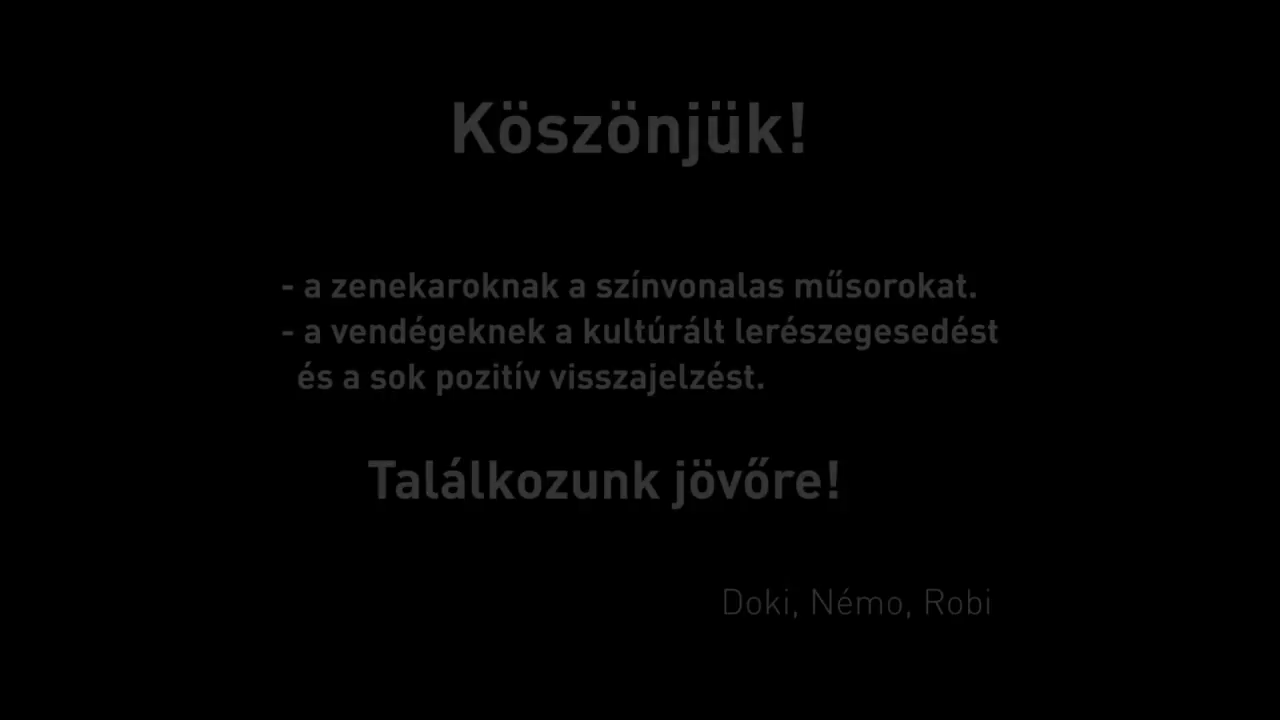 Köszönjük!
- a zenekaroknak a színvonalas műsorokat.
- a vendégeknek a kultúrált lerészegesedést
és a sok pozitív visszajelzést.
Találkozunk jövőre!
Doki, Némo, Robi